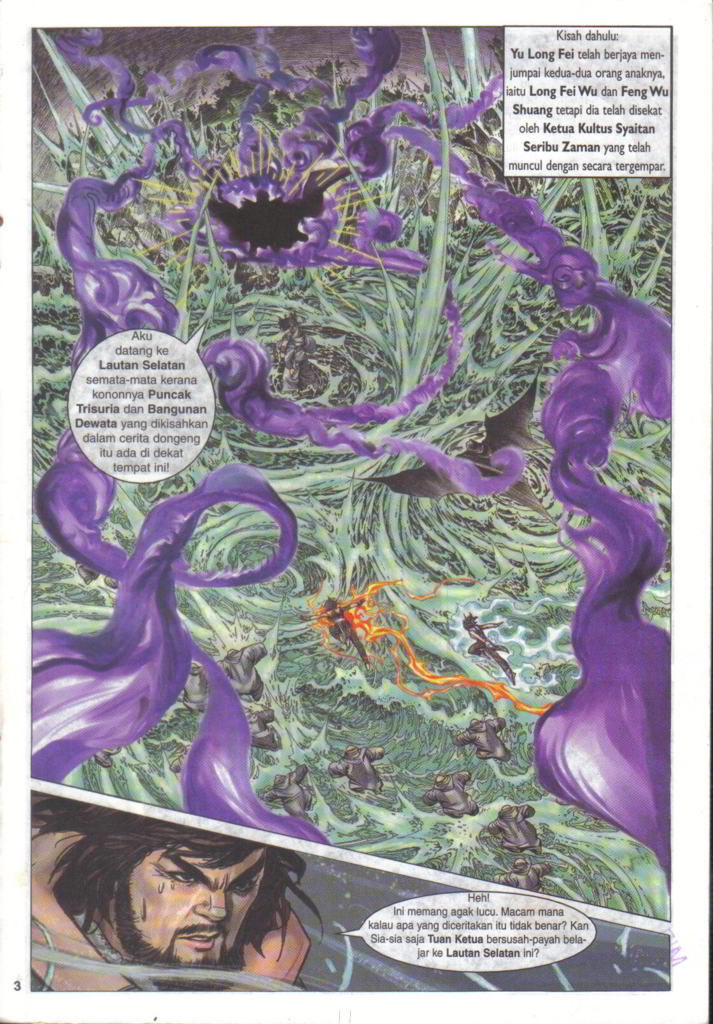 Kisah dahulu:
Yu Long Fei telah berjaya men-
jumpai kedua-dua orang anaknya,
iaitu Long Fei Wu dan Feng Wu
Shuang tetapi dia telah disekat
oleh Ketua Kultus Syaitan
Seribu Zaman yang telah
muncul dengan secara tergempar.
Aku
datang ke
Lautan Selatan
semata-mata kerana
kononnya Puncak
Trisuria dan Bangunan
Dewata yang dikisahkan
dalam cerita dongeng
itu ada di dekat
tempat ini!
Heh!
Ini memang agak lucu. Macam mana
kalau apa yang diceritakan itu tidak benar? Kan
Sia-sia saja Tuan Ketua bersusah-payah bela-
jar ke Lautan Selatan ini?
3